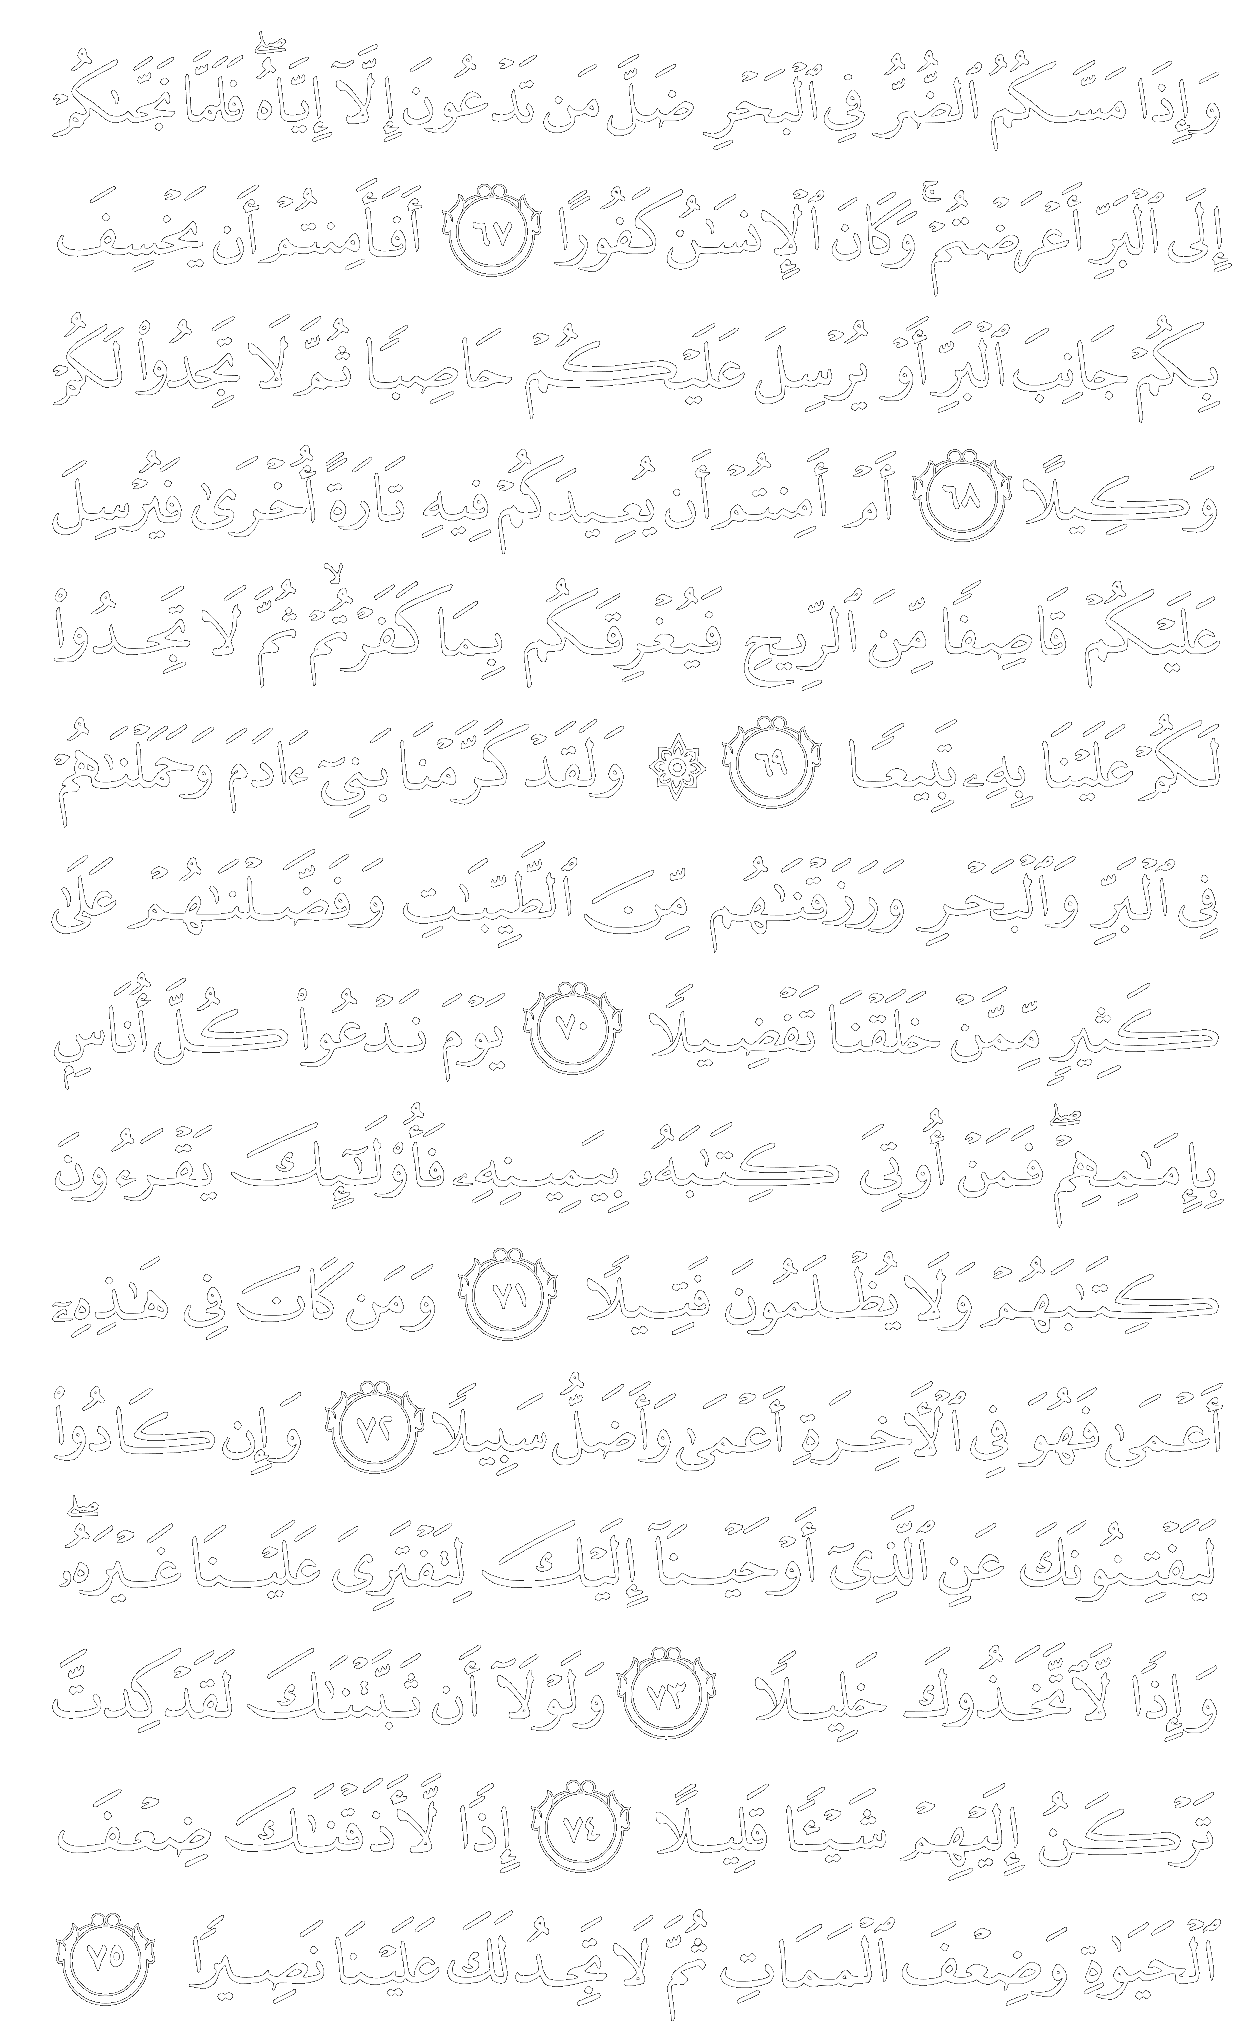 وَإِذَا مَسَّكُمُ ٱلضُّرُّ فِي ٱلْبَحْرِ ضَلَّ مَن تَدْعُونَ إِلَّآ إِيَّاهُۖ فَلَمَّا نَجَّىٰكُمْ
إِلَى ٱلْبَرِّ أَعْرَضْتُمْۚ وَكَانَ ٱلْإِنسَٰنُ كَفُورًا ٦٧ أَفَأَمِنتُمْ أَن يَخْسِفَ
بِكُمْ جَانِبَ ٱلْبَرِّ أَوْ يُرْسِلَ عَلَيْكُمْ حَاصِبًا ثُمَّ لَا تَجِدُوا۟ لَكُمْ
وَكِيلًا ٦٨ أَمْ أَمِنتُمْ أَن يُعِيدَكُمْ فِيهِ تَارَةً أُخْرَىٰ فَيُرْسِلَ
عَلَيْكُمْ قَاصِفًا مِّنَ ٱلرِّيحِ فَيُغْرِقَكُم بِمَا كَفَرْتُمْۙ ثُمَّ لَا تَجِدُوا۟
لَكُمْ عَلَيْنَا بِهِۦ تَبِيعًا ٦٩ ۞ وَلَقَدْ كَرَّمْنَا بَنِىٓ ءَادَمَ وَحَمَلْنَٰهُمْ
فِي ٱلْبَرِّ وَٱلْبَحْرِ وَرَزَقْنَٰهُم مِّنَ ٱلطَّيِّبَٰتِ وَفَضَّلْنَٰهُمْ عَلَىٰ
كَثِيرٍ مِّمَّنْ خَلَقْنَا تَفْضِيلًا ٧٠ يَوْمَ نَدْعُوا۟ كُلَّ أُنَاسٍۭ
بِإِمَٰمِهِمْۖ فَمَنْ أُوتِيَ كِتَٰبَهُۥ بِيَمِينِهِۦ فَأُو۟لَٰٓئِكَ يَقْرَءُونَ
كِتَٰبَهُمْ وَلَا يُظْلَمُونَ فَتِيلًا ٧١ وَمَن كَانَ فِي هَٰذِهِۦٓ
أَعْمَىٰ فَهُوَ فِي ٱلْأَخِرَةِ أَعْمَىٰ وَأَضَلُّ سَبِيلًا ٧٢ وَإِن كَادُوا۟
لَيَفْتِنُونَكَ عَنِ ٱلَّذِىٓ أَوْحَيْنَآ إِلَيْكَ لِتَفْتَرِيَ عَلَيْنَا غَيْرَهُۥۖ
وَإِذًا لَّٱتَّخَذُوكَ خَلِيلًا ٧٣ وَلَوْلَآ أَن ثَبَّتْنَٰكَ لَقَدْ كِدتَّ
تَرْكَنُ إِلَيْهِمْ شَيْـًٔا قَلِيلًا ٧٤ إِذًا لَّأَذَقْنَٰكَ ضِعْفَ
ٱلْحَيَوٰةِ وَضِعْفَ ٱلْمَمَاتِ ثُمَّ لَا تَجِدُ لَكَ عَلَيْنَا نَصِيرًا ٧٥